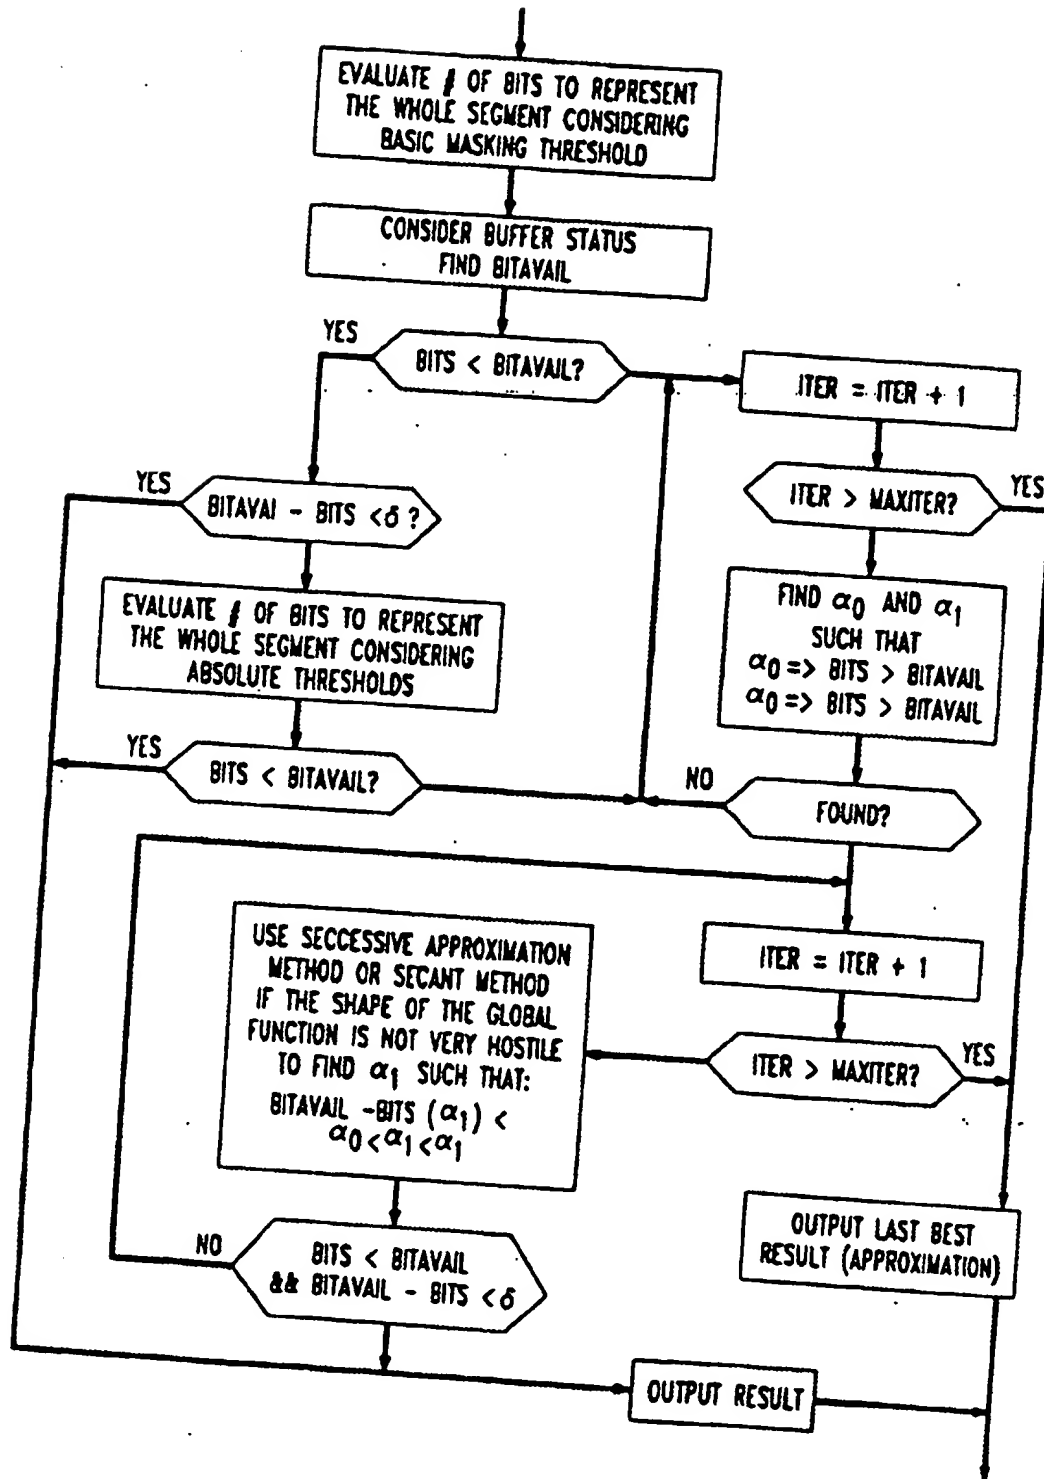 EVALUATE # OF BITS TO REPRESENT
THE WHOLE SEGMENT CONSIDERING
BASIC MASKING THRESHOLD
CONSIDER BUFFER STATUS
FIND BITAVAIL
YES
BITS < BITAVAIL?
ITER = ITER + 1
YES
BITAVAI - BITS < δ ?
ITER > MAXITER?
YES
EVALUATE # OF BITS TO REPRESENT
THE WHOLE SEGMENT CONSIDERING
ABSOLUTE THRESHOLDS
FIND α0 AND α1
SUCH THAT
α0 => BITS > BITAVAIL
α0 => BITS > BITAVAIL
YES
BITS < BITAVAIL?
NO
FOUND?
USE SECCESSIVE APPROXIMATION
METHOD OR SECANT METHOD
IF THE SHAPE OF THE GLOBAL
FUNCTION IS NOT VERY HOSTILE
TO FIND α1 SUCH THAT:
BITAVAIL -BITS (α1) <
α0 < α1 < α1
ITER = ITER + 1
ITER > MAXITER?
YES
NO
BITS < BITAVAIL
&& BITAVAIL - BITS < δ
OUTPUT LAST BEST
RESULT (APPROXIMATION)
OUTPUT RESULT